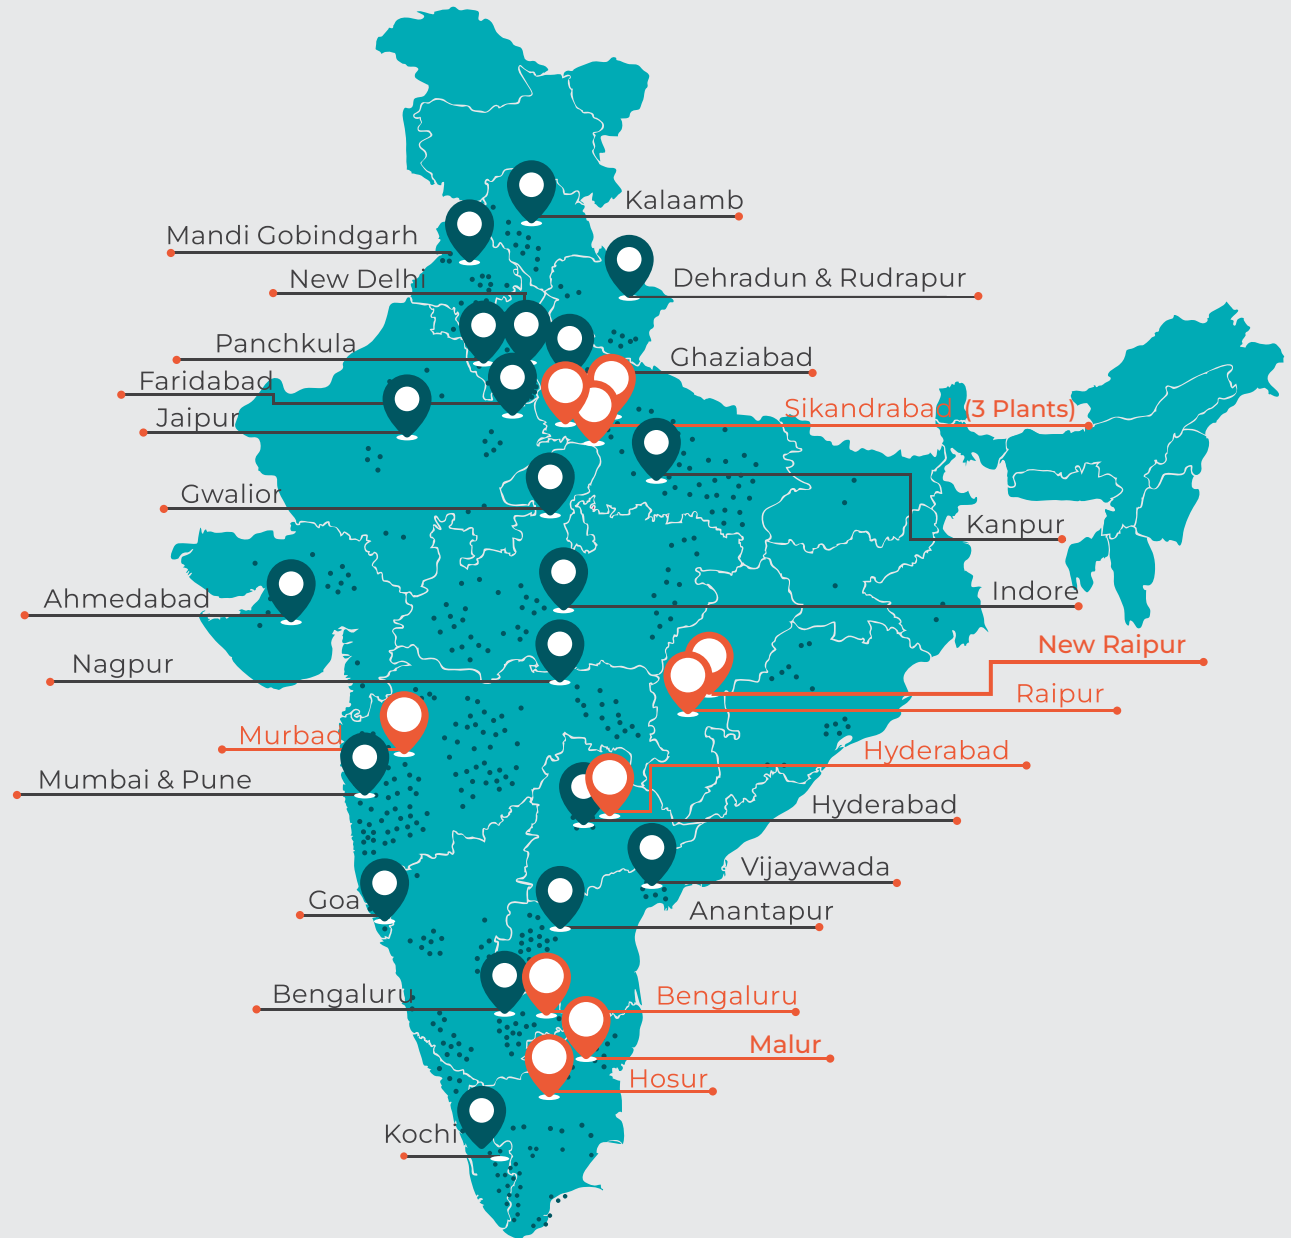 Kalaamb
Mandi Gobindgarh
New Delhi
Dehradun & Rudrapur
Panchkula
Ghaziabad
Faridabad
Sikandrabad (3 Plants)
Jaipur
Gwalior
Kanpur
Ahmedabad
Indore
New Raipur
Nagpur
Raipur
Murbad
Hyderabad
Mumbai & Pune
Hyderabad
Vijayawada
Goa
Anantapur
Bengaluru
Bengaluru
Malur
Hosur
Kochi